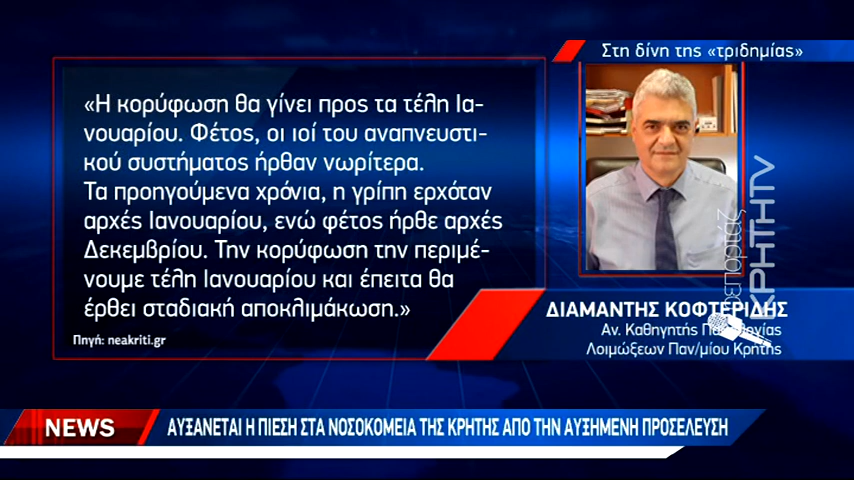 Στη δίνη της «τριδημίας»
«Η κορύφωση θα γίνει προς τα τέλη Ια-
νουαρίου. Φέτος, οι ιοί του αναπνευστι-
κού συστήματος ήρθαν νωρίτερα.
Τα προηγούμενα χρόνια, η γρίπη ερχόταν
αρχές Ιανουαρίου, ενώ φέτος ήρθε αρχές
Δεκεμβρίου. Την κορύφωση την περιμέ-
νουμε τέλη Ιανουαρίου και έπειτα θα
έρθει σταδιακή αποκλιμάκωση.»
Πηγή: neakriti.gr
ΔΙΑΜΑΝΤΗΣ ΚΟΦΤΕΡΙΔΗΣ
Αν. Καθηγητής
Λοιμώξεων Παν/μίου Κρήτης
ρεπορτάζ
ΚΡΗΤΗTV
NEWS
ΑΥΞΑΝΕΤΑΙ Η ΠΙΕΣΗ ΣΤΑ ΝΟΣΟΚΟΜΕΙΑ ΤΗΣ ΚΡΗΤΗΣ ΑΠΟ ΤΗΝ ΑΥΞΗΜΕΝΗ ΠΡΟΣΕΛΕΥΣΗ